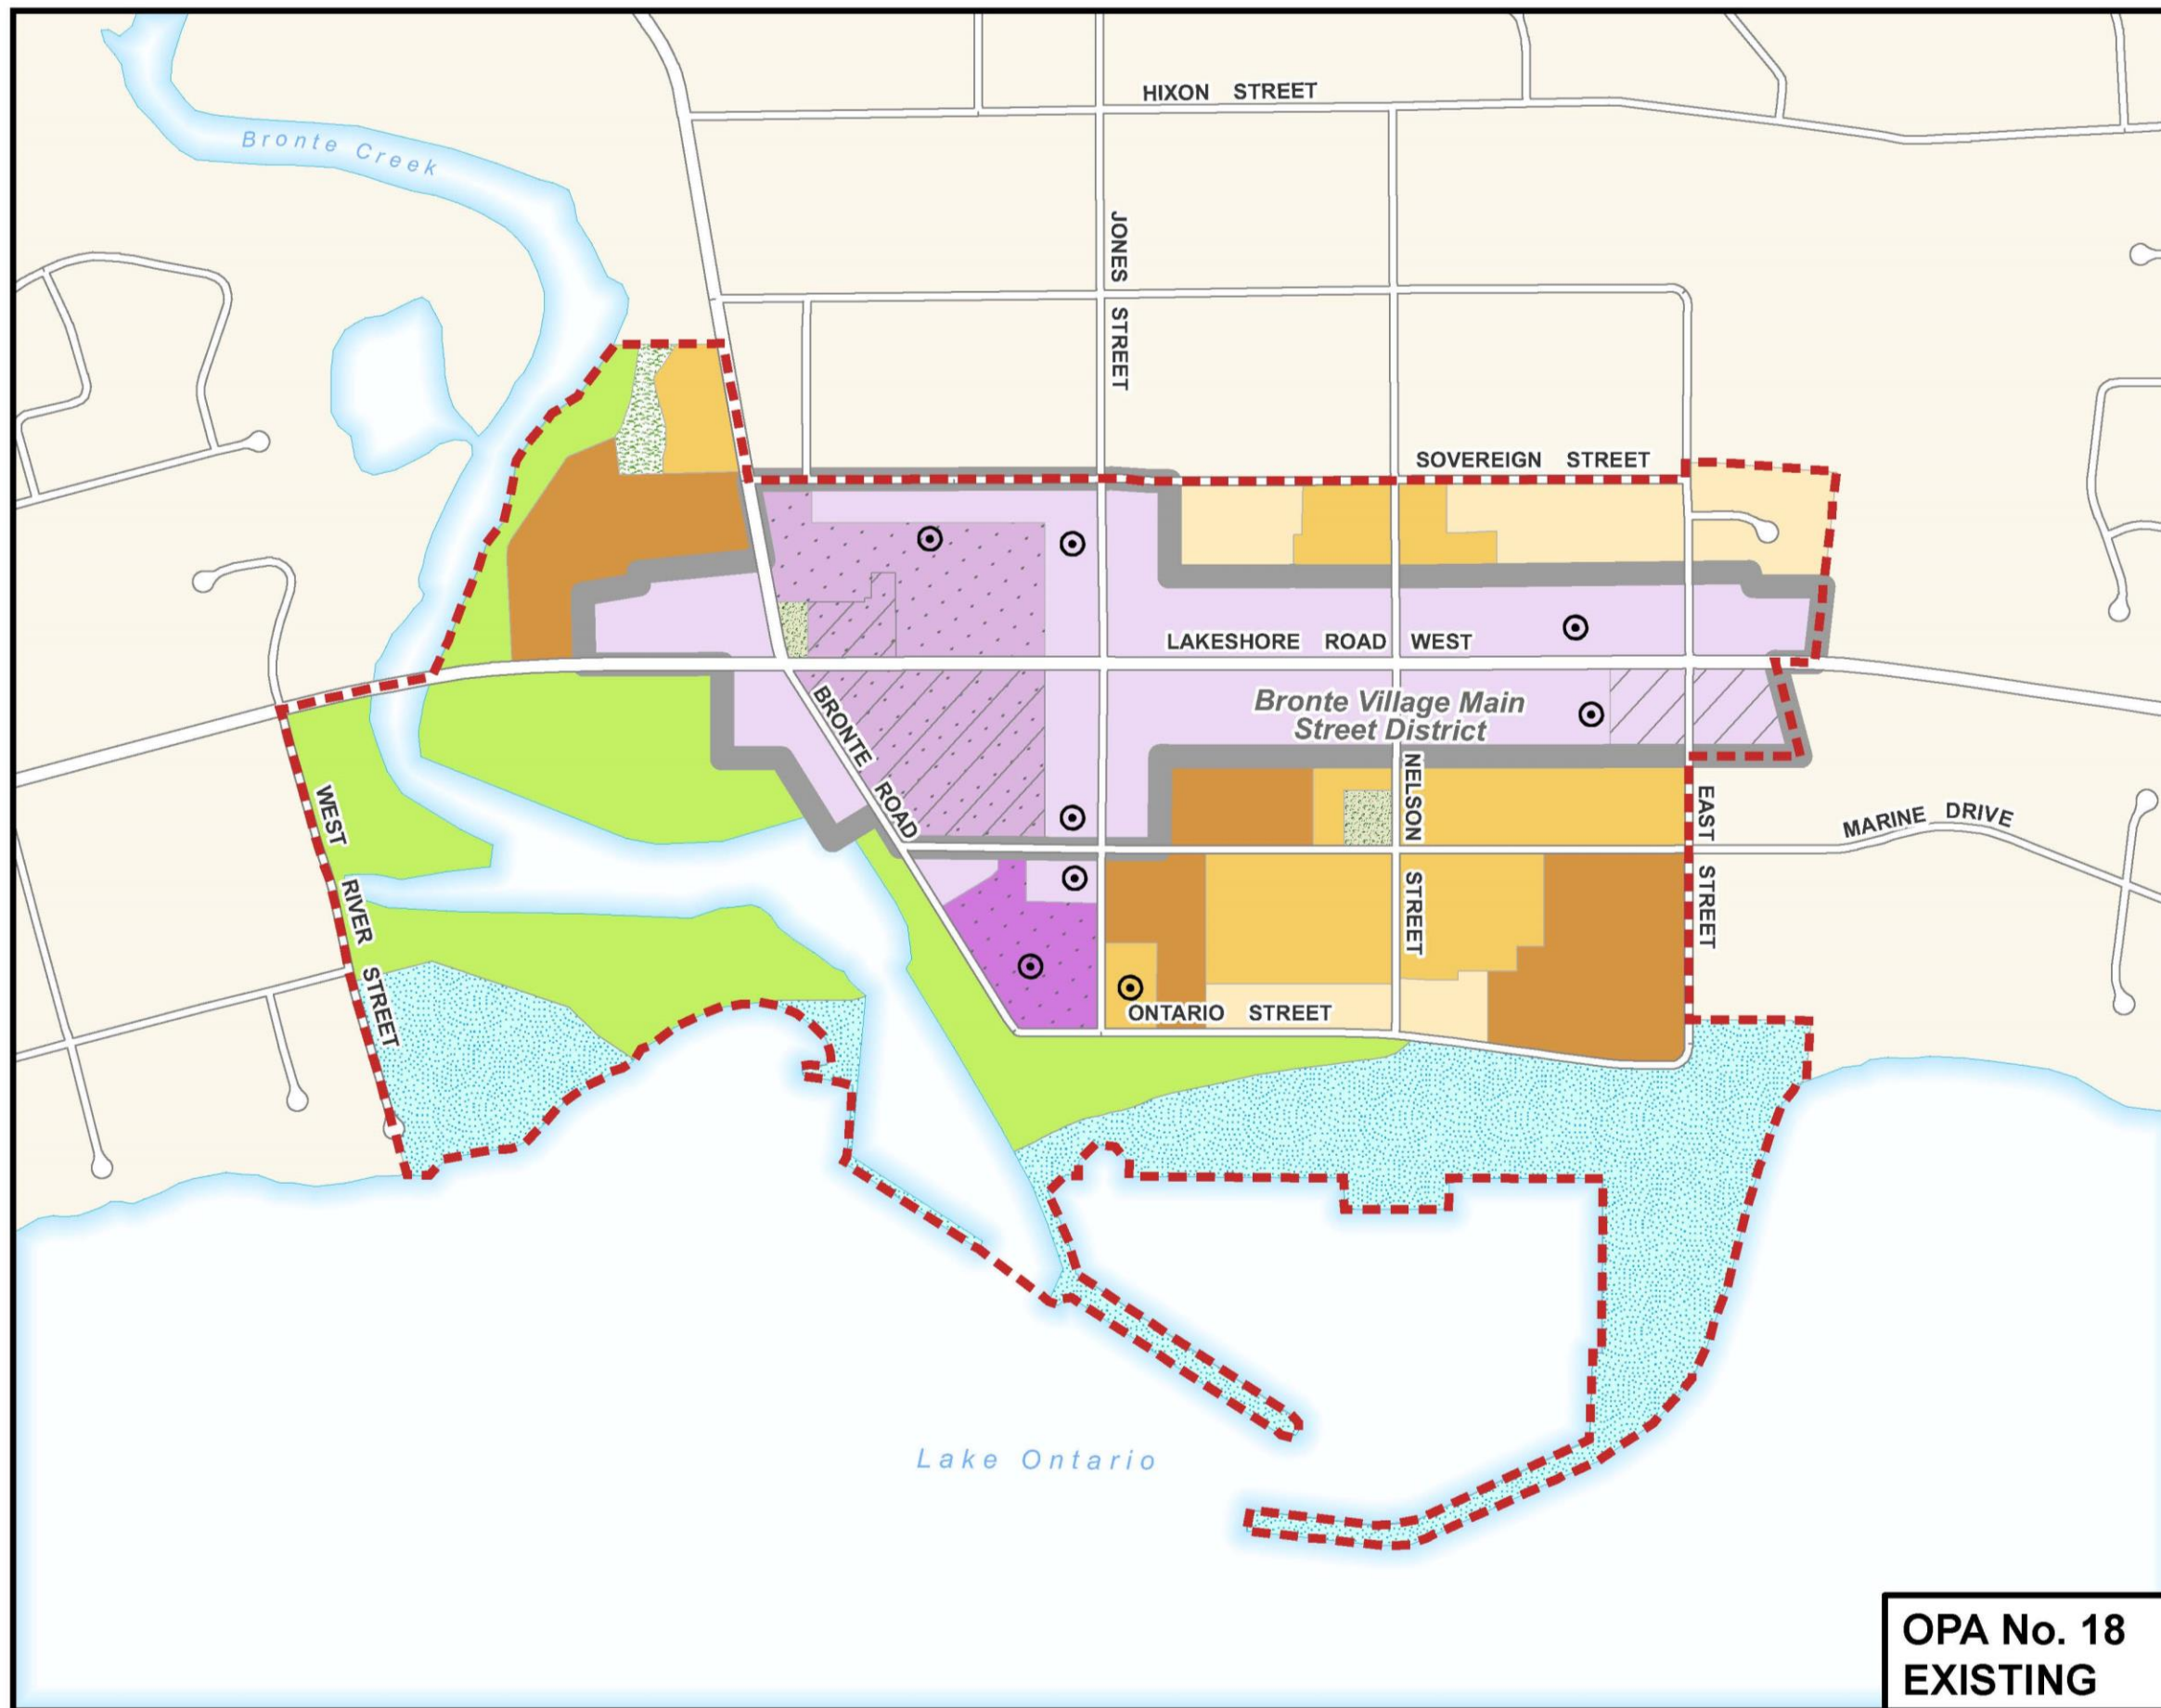 HIXON STREET
Bronte Creek
JONES STREET
SOVEREIGN STREET
LAKESHORE ROAD WEST
BRONTE ROAD
Bronte Village Main
Street District
NELSON STREET
EAST STREET
MARINE DRIVE
WEST RIVER STREET
ONTARIO STREET
Lake Ontario
OPA No. 18
EXISTING